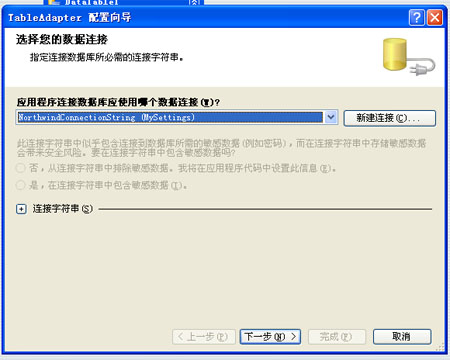 DataTable1
TableAdapter 配置向导
选择您的数据连接
指定连接数据库所必需的连接字符串。
应用程序连接数据库应使用哪个数据连接(W)?
NorthwindConnectionString (MySettings)
新建连接(C)...
此连接字符串中似乎包含连接到数据库所需的敏感数据(例如密码)，而在连接字符串中存储敏感数据
会带来安全风险。要在连接字符串中包含敏感数据吗?
否，从连接字符串中排除敏感数据。我将在应用程序代码中设置此信息(E)。
是，在连接字符串中包含敏感数据(I)。
连接字符串(S)
< 上一步(P)
下一步(N) >
完成(F)
取消